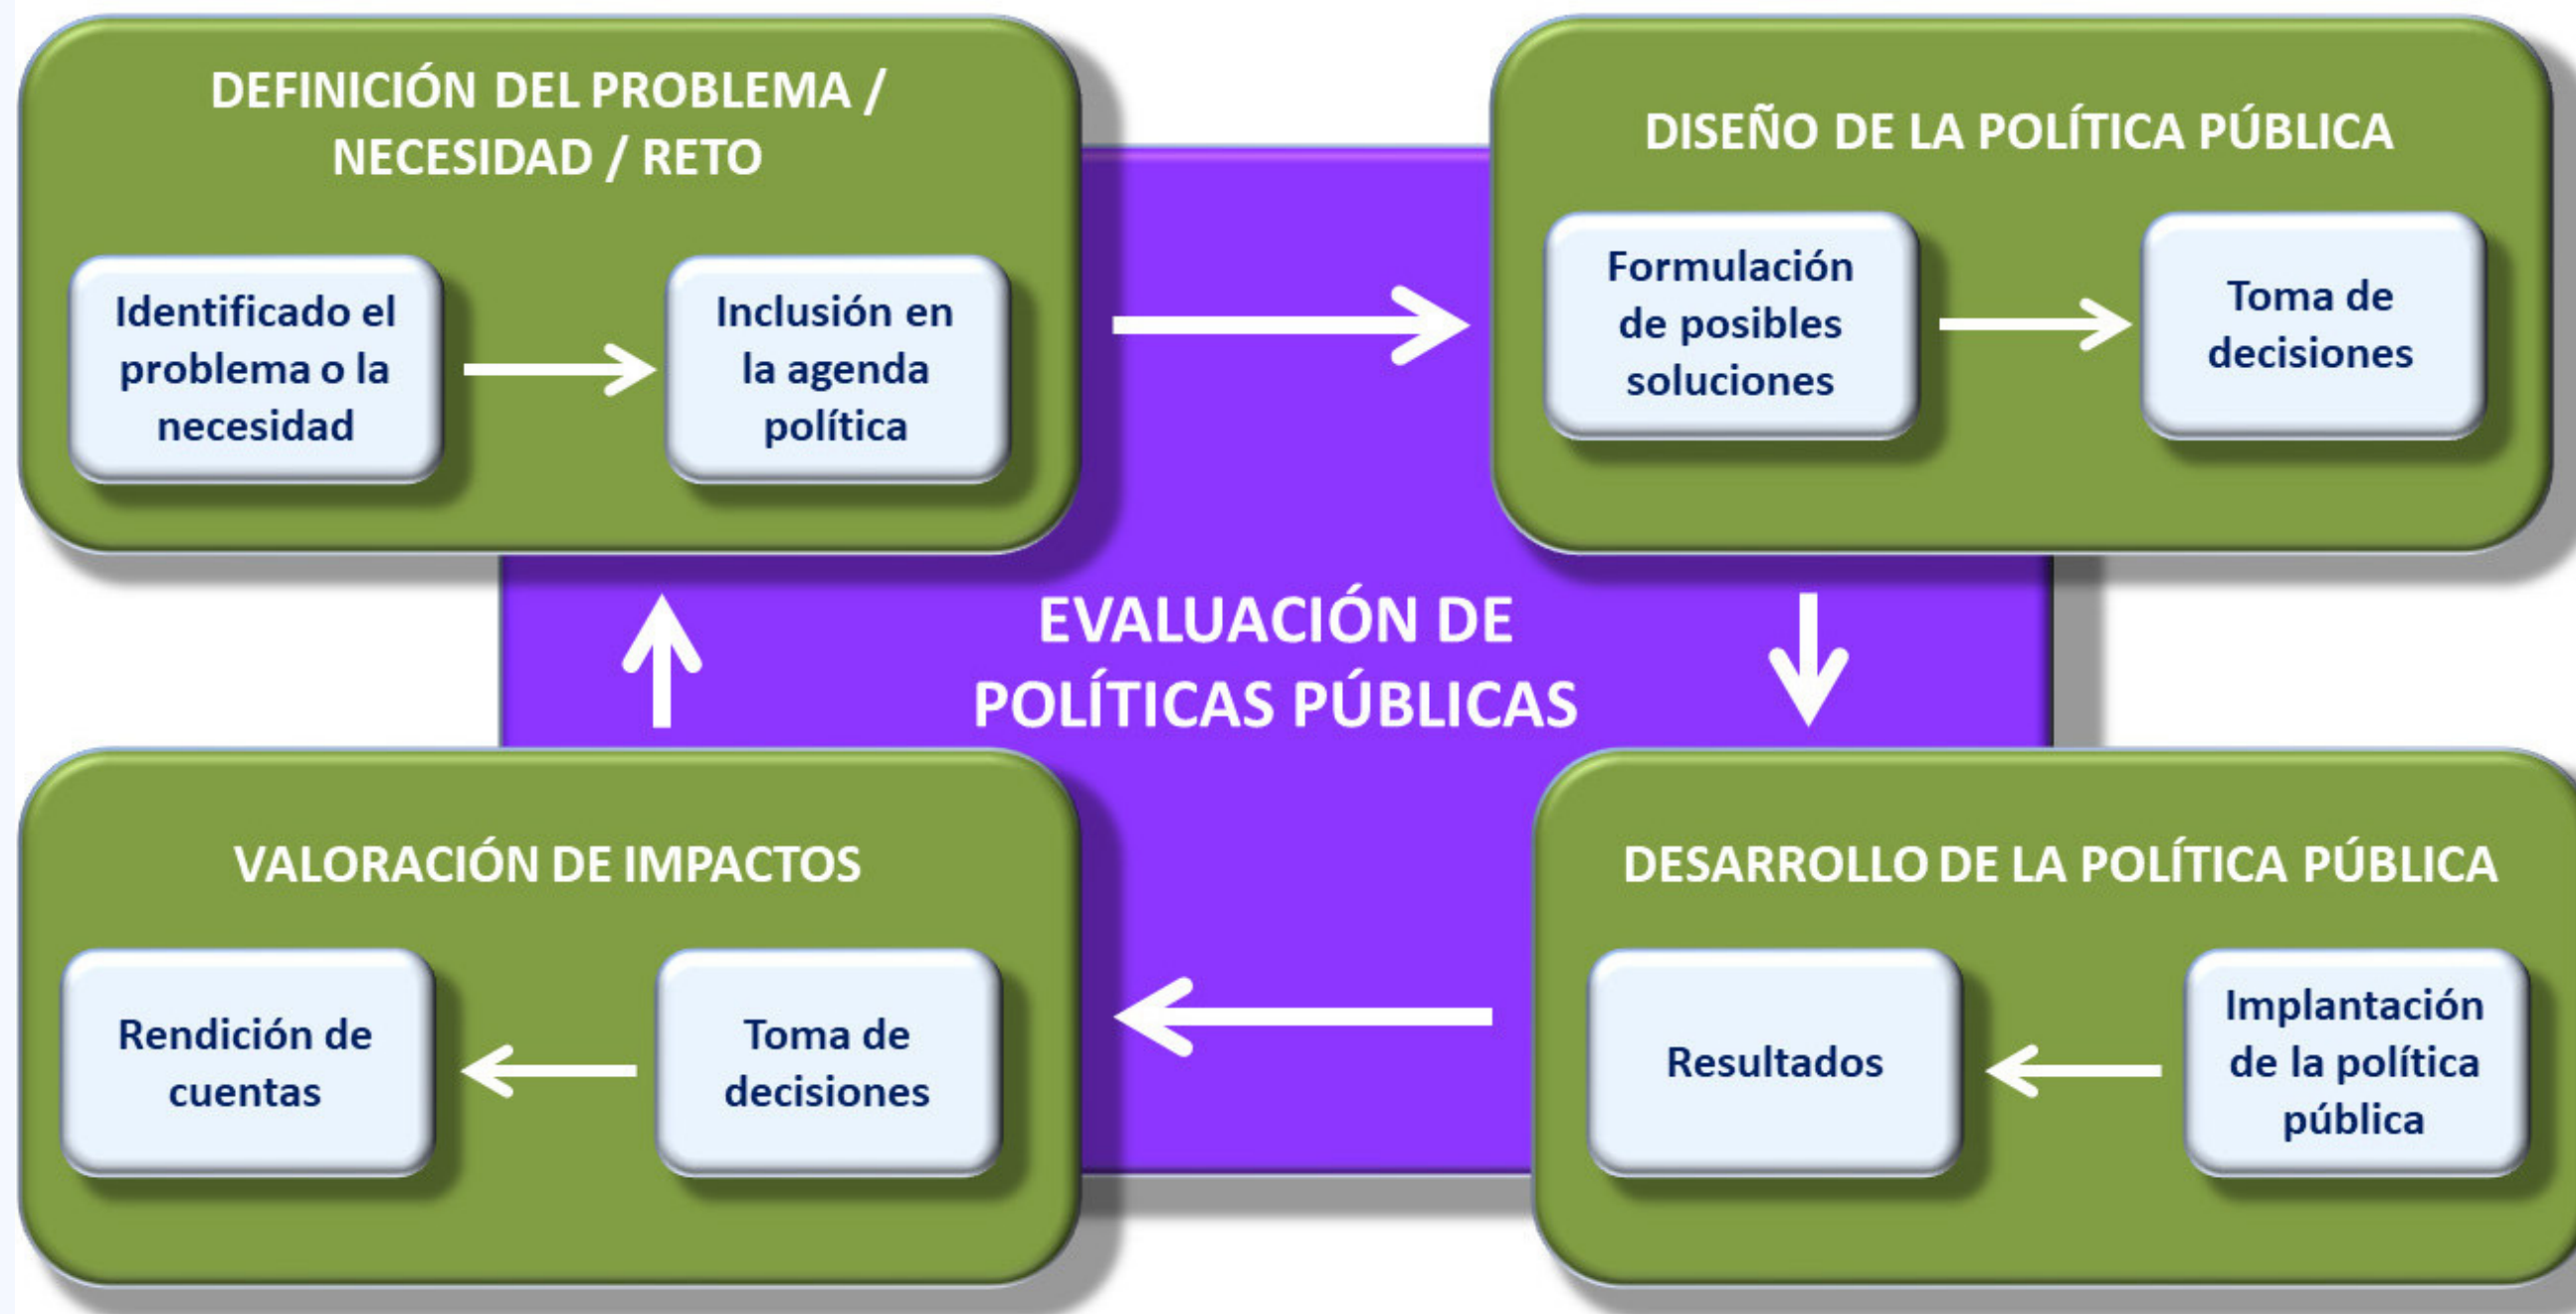 DEFINICIÓN DEL PROBLEMA /
NECESIDAD / RETO
Identificado el
problema o la
necesidad
Inclusión en
la agenda
política
DISEÑO DE LA POLÍTICA PÚBLICA
Formulación
de posibles
soluciones
Toma de
decisiones
EVALUACIÓN DE
POLÍTICAS PÚBLICAS
VALORACIÓN DE IMPACTOS
Rendición de
cuentas
Toma de
decisiones
DESARROLLO DE LA POLÍTICA PÚBLICA
Resultados
Implantación
de la política
pública